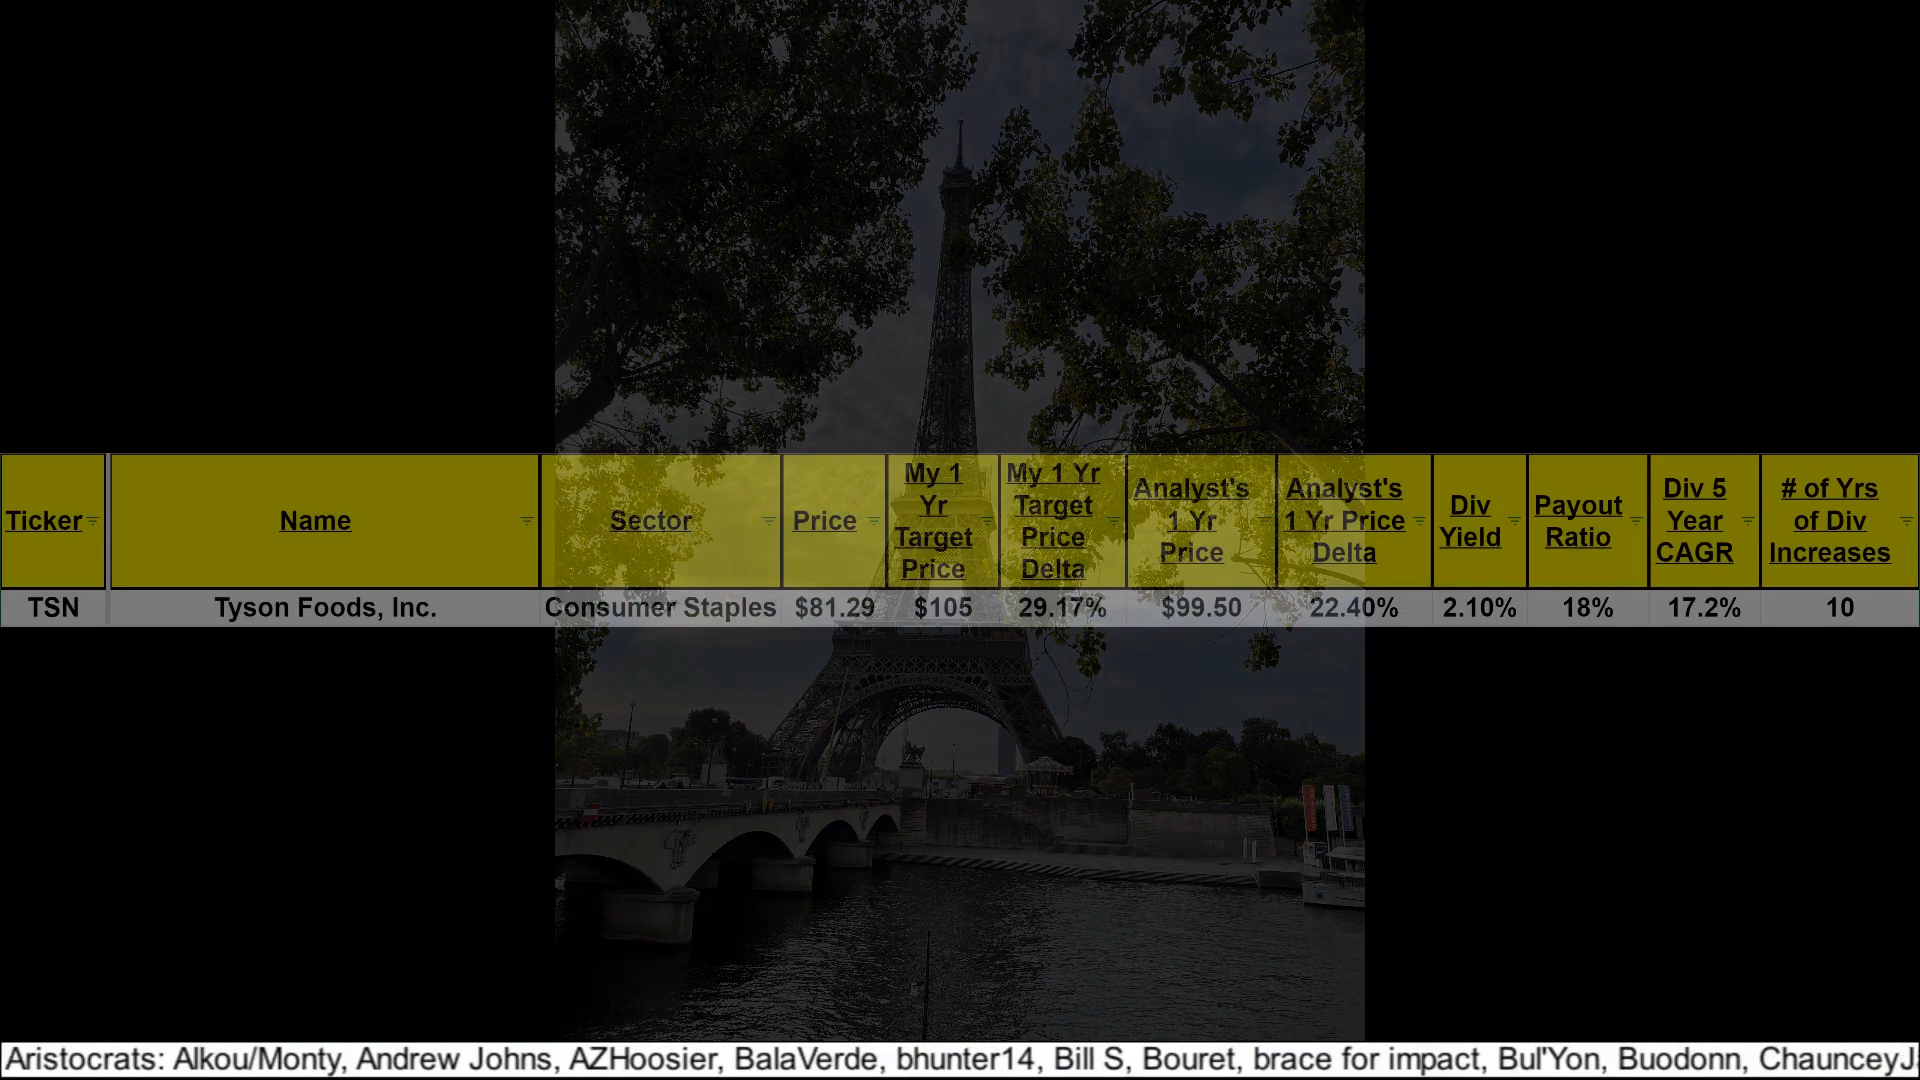 Ticker Name Sector Price My 1 Yr Target Price My 1 Yr Target Price Delta Analyst's 1 Yr Price Analyst's 1 Yr Price Delta Div Yield Payout Ratio Div 5 Year CAGR # of Yrs of Div Increases
TSN Tyson Foods, Inc. Consumer Staples $81.29 $105 29.17% $99.50 22.40% 2.10% 18% 17.2% 10
Aristocrats: Alkou/Monty, Andrew Johns, AZHoosier, BalaVerde, bhunter14, Bill S, Bouret, brace for impact, Bul'Yon, Buodonn, ChaunceyJ